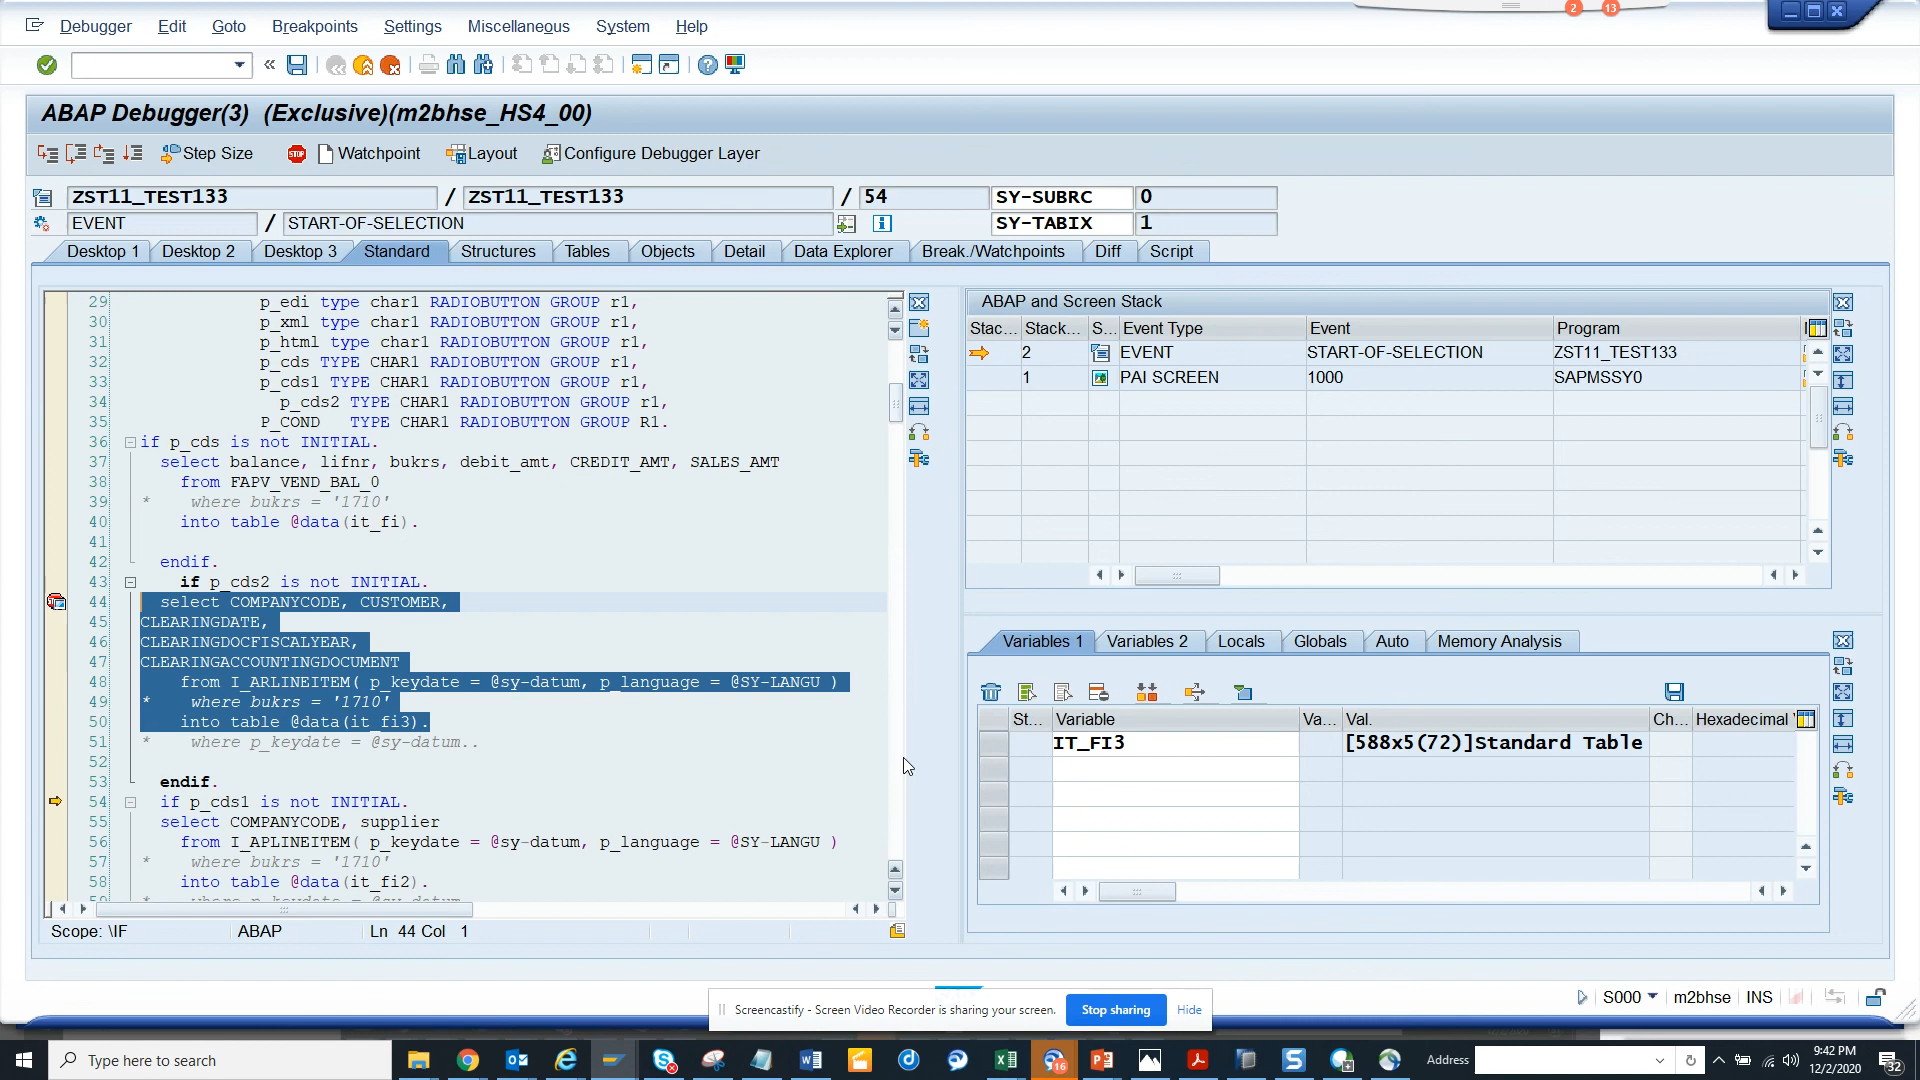 2 13
Debugger Edit Goto Breakpoints Settings Miscellaneous System Help
ABAP Debugger(3) (Exclusive)(m2bhse_HS4_00)
Step Size STOP Watchpoint Layout Configure Debugger Layer
ZST11_TEST133 / ZST11_TEST133 / 54 SY-SUBRC 0
EVENT / START-OF-SELECTION SY-TABIX 1
Desktop 1 Desktop 2 Desktop 3 Standard Structures Tables Objects Detail Data Explorer Break./Watchpoints Diff Script
29 p_edi type char1 RADIOBUTTON GROUP r1,
30 p_xml type char1 RADIOBUTTON GROUP r1,
31 p_html type char1 RADIOBUTTON GROUP r1,
32 p_cds TYPE CHAR1 RADIOBUTTON GROUP r1,
33 p_cds1 TYPE CHAR1 RADIOBUTTON GROUP r1,
34 p_cds2 TYPE CHAR1 RADIOBUTTON GROUP r1,
35 P_COND TYPE CHAR1 RADIOBUTTON GROUP R1.
36 if p_cds is not INITIAL.
37 select balance, lifnr, bukrs, debit_amt, CREDIT_AMT, SALES_AMT
38 from FAPV_VEND_BAL_0
39 * where bukrs = '1710'
40 into table @data(it_fi).
41
42 endif.
43 if p_cds2 is not INITIAL.
44 select COMPANYCODE, CUSTOMER,
45 CLEARINGDATE,
46 CLEARINGDOCFISCALYEAR,
47 CLEARINGACCOUNTINGDOCUMENT
48 from I_ARLINEITEM( p_keydate = @sy-datum, p_language = @SY-LANGU )
49 * where bukrs = '1710'
50 into table @data(it_fi3).
51 * where p_keydate = @sy-datum..
52
53 endif.
54 if p_cds1 is not INITIAL.
55 select COMPANYCODE, supplier
56 from I_APLINEITEM( p_keydate = @sy-datum, p_language = @SY-LANGU )
57 * where bukrs = '1710'
58 into table @data(it_fi2).
Scope: \IF ABAP Ln 44 Col 1
ABAP and Screen Stack
Stac... Stack... S... Event Type Event Program
2 EVENT START-OF-SELECTION ZST11_TEST133
1 PAI SCREEN 1000 SAPMSSY0
Variables 1 Variables 2 Locals Globals Auto Memory Analysis
St... Variable Va... Val. Ch... Hexadecimal
IT_FI3 [588x5(72)]Standard Table
Screencastify - Screen Video Recorder is sharing your screen. Stop sharing Hide
S000 m2bhse INS
Type here to search
16
Address
9:42 PM
12/2/2020
32